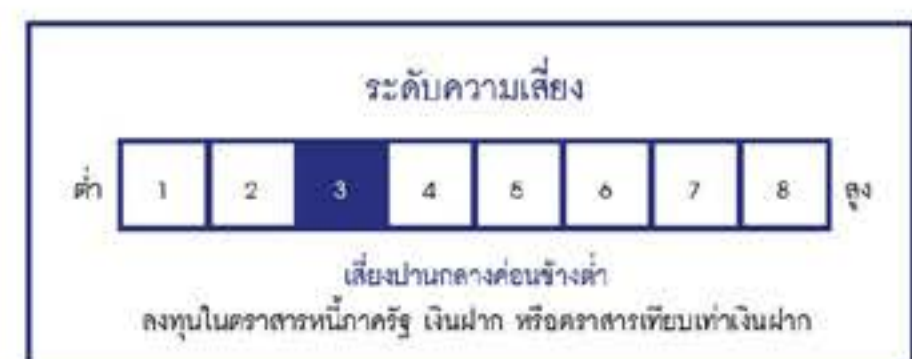 ระดับความเสี่ยง
ต่ำ 1 2 3 4 5 6 7 8 สูง
เสี่ยงปานกลางค่อนข้างต่ำ
ลงทุนในตราสารหนี้ภาครัฐ เงินฝาก หรือตราสารเทียบเท่าเงินฝาก